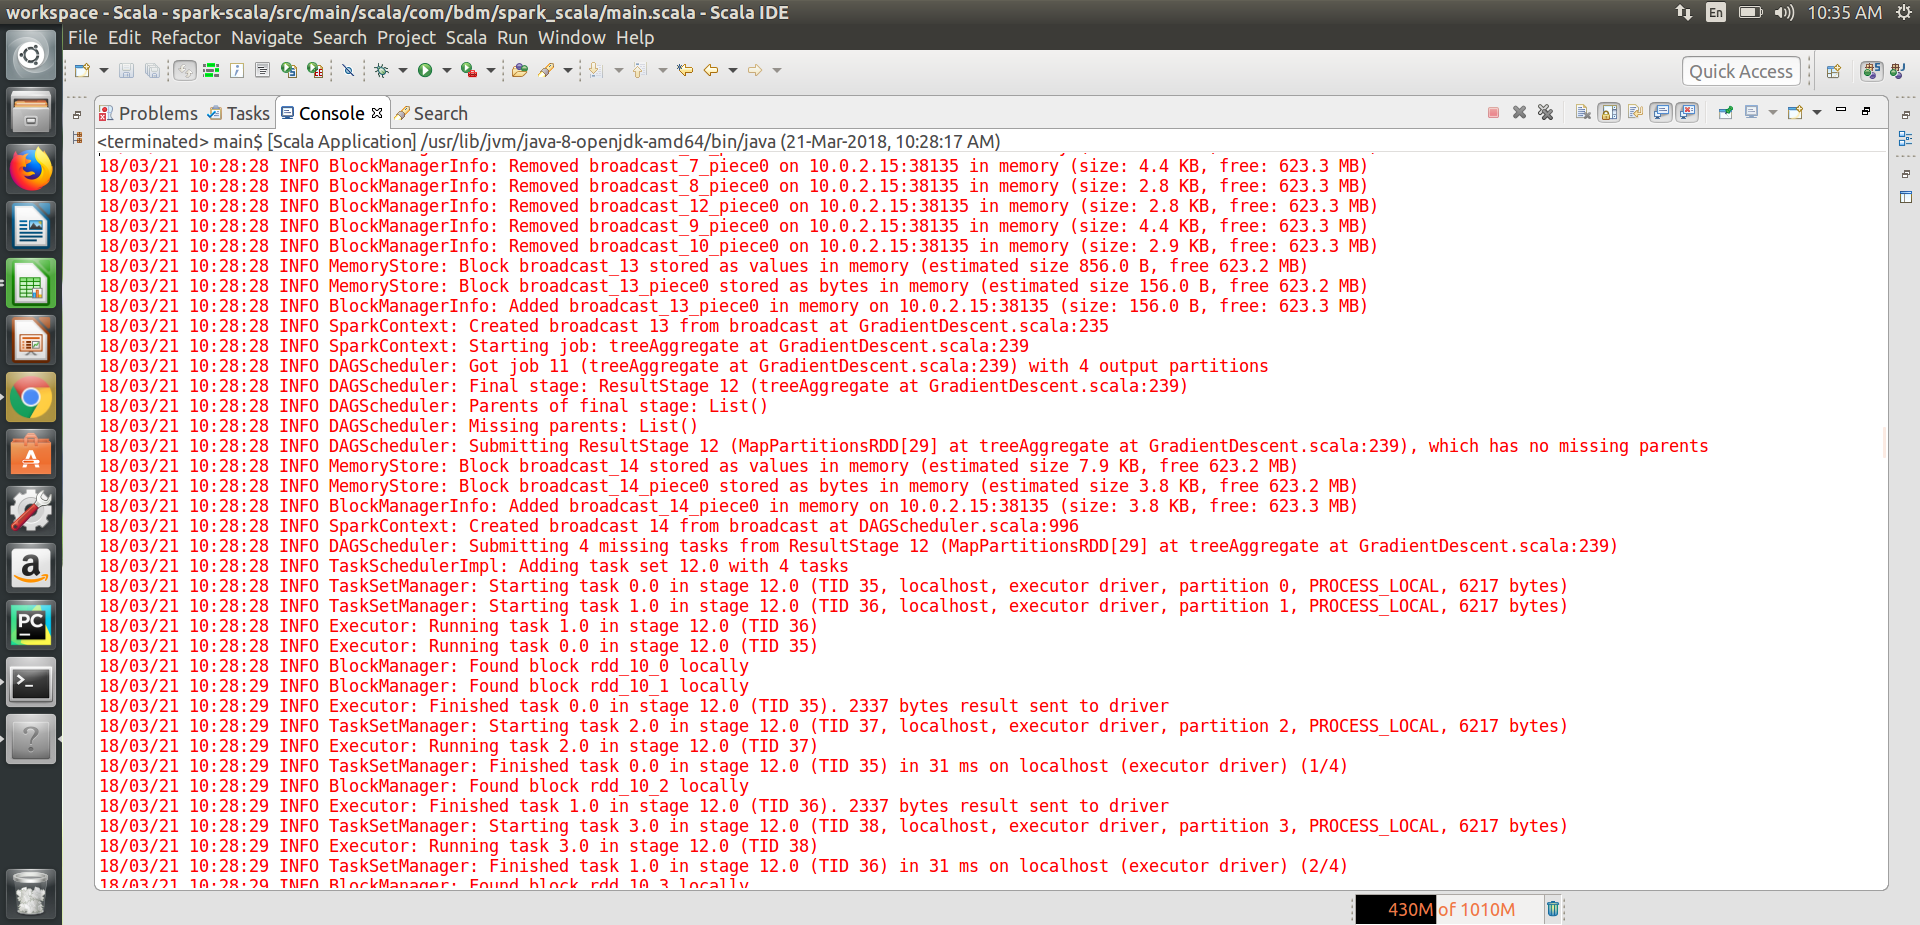 workspace - Scala - spark-scala/src/main/scala/com/bdm/spark_scala/main.scala - Scala IDE
En
10:35 AM
File Edit Refactor Navigate Search Project Scala Run Window Help
Quick Access
Problems Tasks Console Search
<terminated> main$ [Scala Application] /usr/lib/jvm/java-8-openjdk-amd64/bin/java (21-Mar-2018, 10:28:17 AM)
18/03/21 10:28:28 INFO BlockManagerInfo: Removed broadcast_7_piece0 on 10.0.2.15:38135 in memory (size: 4.4 KB, free: 623.3 MB)
18/03/21 10:28:28 INFO BlockManagerInfo: Removed broadcast_8_piece0 on 10.0.2.15:38135 in memory (size: 2.8 KB, free: 623.3 MB)
18/03/21 10:28:28 INFO BlockManagerInfo: Removed broadcast_12_piece0 on 10.0.2.15:38135 in memory (size: 2.8 KB, free: 623.3 MB)
18/03/21 10:28:28 INFO BlockManagerInfo: Removed broadcast_9_piece0 on 10.0.2.15:38135 in memory (size: 4.4 KB, free: 623.3 MB)
18/03/21 10:28:28 INFO BlockManagerInfo: Removed broadcast_10_piece0 on 10.0.2.15:38135 in memory (size: 2.9 KB, free: 623.3 MB)
18/03/21 10:28:28 INFO MemoryStore: Block broadcast_13 stored as values in memory (estimated size 856.0 B, free 623.2 MB)
18/03/21 10:28:28 INFO MemoryStore: Block broadcast_13_piece0 stored as bytes in memory (estimated size 156.0 B, free 623.2 MB)
18/03/21 10:28:28 INFO BlockManagerInfo: Added broadcast_13_piece0 in memory on 10.0.2.15:38135 (size: 156.0 B, free: 623.3 MB)
18/03/21 10:28:28 INFO SparkContext: Created broadcast 13 from broadcast at GradientDescent.scala:235
18/03/21 10:28:28 INFO SparkContext: Starting job: treeAggregate at GradientDescent.scala:239
18/03/21 10:28:28 INFO DAGScheduler: Got job 11 (treeAggregate at GradientDescent.scala:239) with 4 output partitions
18/03/21 10:28:28 INFO DAGScheduler: Final stage: ResultStage 12 (treeAggregate at GradientDescent.scala:239)
18/03/21 10:28:28 INFO DAGScheduler: Parents of final stage: List()
18/03/21 10:28:28 INFO DAGScheduler: Missing parents: List()
18/03/21 10:28:28 INFO DAGScheduler: Submitting ResultStage 12 (MapPartitionsRDD[29] at treeAggregate at GradientDescent.scala:239), which has no missing parents
18/03/21 10:28:28 INFO MemoryStore: Block broadcast_14 stored as values in memory (estimated size 7.9 KB, free 623.2 MB)
18/03/21 10:28:28 INFO MemoryStore: Block broadcast_14_piece0 stored as bytes in memory (estimated size 3.8 KB, free 623.2 MB)
18/03/21 10:28:28 INFO BlockManagerInfo: Added broadcast_14_piece0 in memory on 10.0.2.15:38135 (size: 3.8 KB, free: 623.3 MB)
18/03/21 10:28:28 INFO SparkContext: Created broadcast 14 from broadcast at DAGScheduler.scala:996
18/03/21 10:28:28 INFO DAGScheduler: Submitting 4 missing tasks from ResultStage 12 (MapPartitionsRDD[29] at treeAggregate at GradientDescent.scala:239)
18/03/21 10:28:28 INFO TaskSchedulerImpl: Adding task set 12.0 with 4 tasks
18/03/21 10:28:28 INFO TaskSetManager: Starting task 0.0 in stage 12.0 (TID 35, localhost, executor driver, partition 0, PROCESS_LOCAL, 6217 bytes)
18/03/21 10:28:28 INFO TaskSetManager: Starting task 1.0 in stage 12.0 (TID 36, localhost, executor driver, partition 1, PROCESS_LOCAL, 6217 bytes)
18/03/21 10:28:28 INFO Executor: Running task 1.0 in stage 12.0 (TID 36)
18/03/21 10:28:28 INFO Executor: Running task 0.0 in stage 12.0 (TID 35)
18/03/21 10:28:28 INFO BlockManager: Found block rdd_10_0 locally
18/03/21 10:28:29 INFO BlockManager: Found block rdd_10_1 locally
18/03/21 10:28:29 INFO Executor: Finished task 0.0 in stage 12.0 (TID 35). 2337 bytes result sent to driver
18/03/21 10:28:29 INFO TaskSetManager: Starting task 2.0 in stage 12.0 (TID 37, localhost, executor driver, partition 2, PROCESS_LOCAL, 6217 bytes)
18/03/21 10:28:29 INFO Executor: Running task 2.0 in stage 12.0 (TID 37)
18/03/21 10:28:29 INFO TaskSetManager: Finished task 0.0 in stage 12.0 (TID 35) in 31 ms on localhost (executor driver) (1/4)
18/03/21 10:28:29 INFO BlockManager: Found block rdd_10_2 locally
18/03/21 10:28:29 INFO Executor: Finished task 1.0 in stage 12.0 (TID 36). 2337 bytes result sent to driver
18/03/21 10:28:29 INFO TaskSetManager: Starting task 3.0 in stage 12.0 (TID 38, localhost, executor driver, partition 3, PROCESS_LOCAL, 6217 bytes)
18/03/21 10:28:29 INFO Executor: Running task 3.0 in stage 12.0 (TID 38)
18/03/21 10:28:29 INFO TaskSetManager: Finished task 1.0 in stage 12.0 (TID 36) in 31 ms on localhost (executor driver) (2/4)
18/03/21 10:28:29 INFO BlockManager: Found block rdd_10_3 locally
430M of 1010M